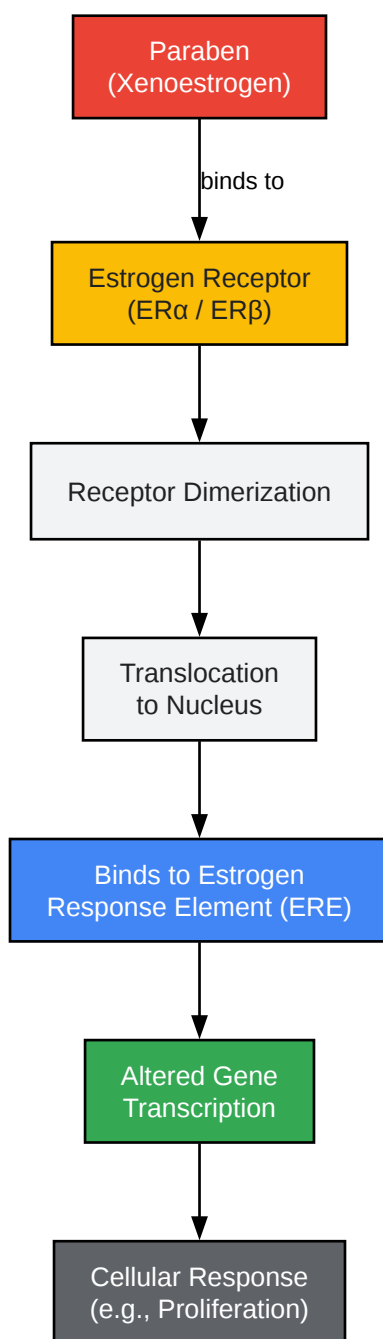 Paraben
(Xenoestrogen)
binds to
Estrogen Receptor
(ERα / ERβ)
Receptor Dimerization
Translocation
to Nucleus
Binds to Estrogen
Response Element (ERE)
Altered Gene
Transcription
Cellular Response
(e.g., Proliferation)